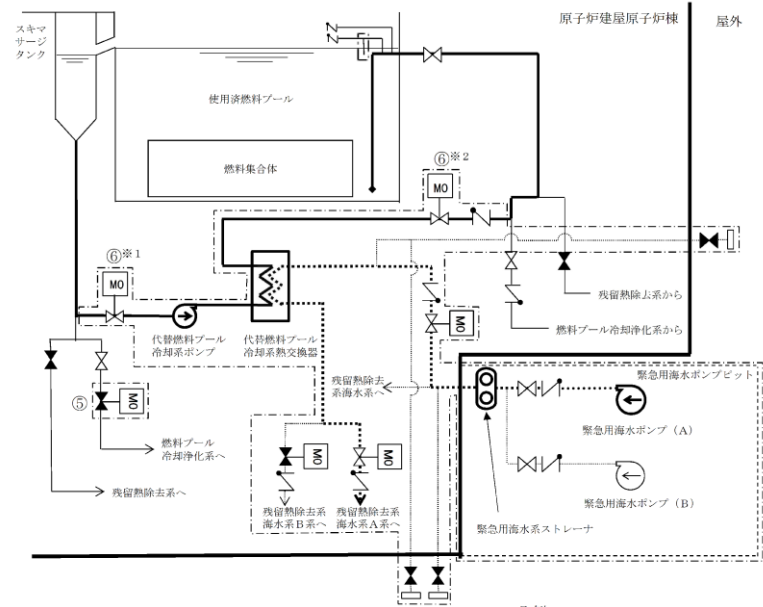 スキマ
サージ
タンク
原子炉建屋原子炉棟
屋外
使用済燃料プール
燃料集合体
⑥※2
MO
⑥※1
MO
代替燃料プール
冷却系ポンプ
代替燃料プール
冷却系熱交換器
MO
残留熱除去系から
燃料プール冷却浄化系から
残留熱除去
系海水系へ
緊急用海水ポンプピット
緊急用海水ポンプ（A）
緊急用海水ポンプ（B）
緊急用海水系ストレーナ
⑤
MO
燃料プール
冷却浄化系へ
残留熱除去系へ
MO
MO
残留熱除去系
海水系B系へ
残留熱除去系
海水系A系へ